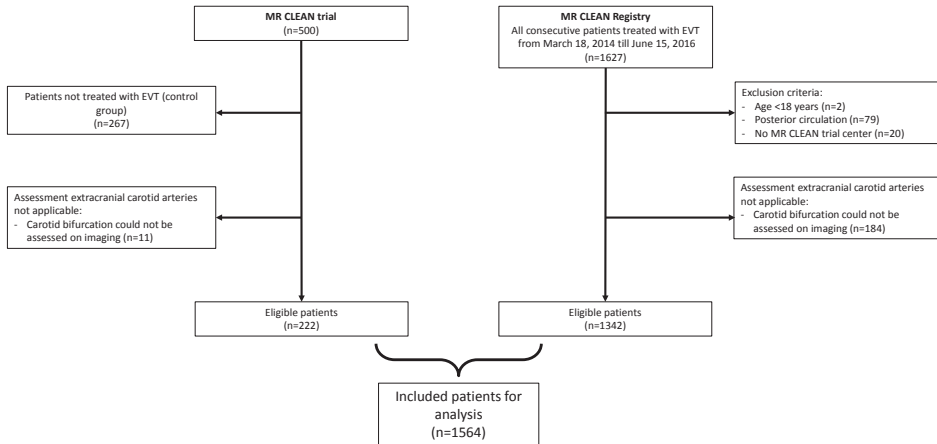 MR CLEAN trial
(n=500)
MR CLEAN Registry
All consecutive patients treated with EVT
from March 18, 2014 till June 15, 2016
(n=1627)
Patients not treated with EVT (control
group)
(n=267)
Exclusion criteria:
- Age <18 years (n=2)
- Posterior circulation (n=79)
- No MR CLEAN trial center (n=20)
Assessment extracranial carotid arteries
not applicable:
- Carotid bifurcation could not be
assessed on imaging (n=11)
Assessment extracranial carotid arteries
not applicable:
- Carotid bifurcation could not be
assessed on imaging (n=184)
Eligible patients
(n=222)
Eligible patients
(n=1342)
Included patients for
analysis
(n=1564)